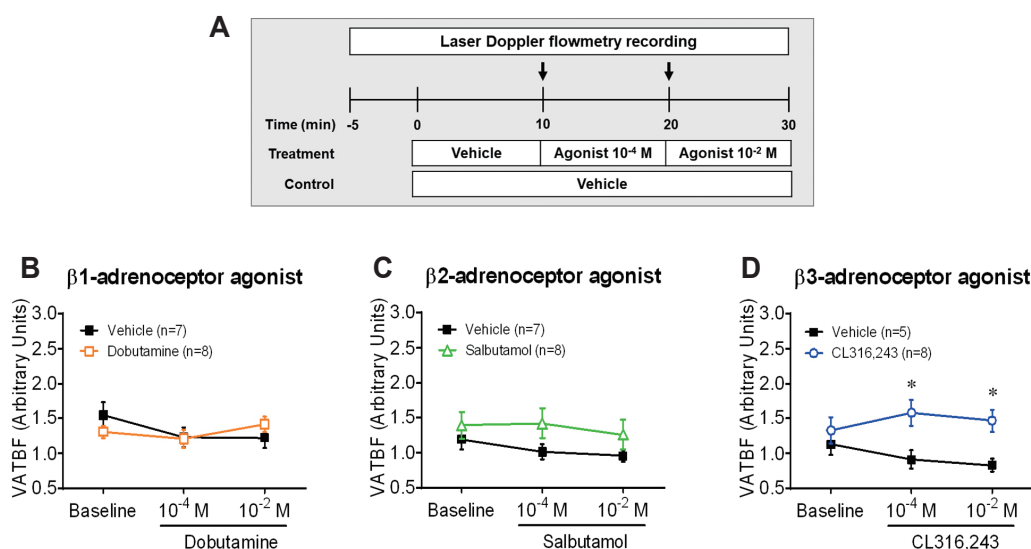 A
Laser Doppler flowmetry recording
Time (min) -5 0 10 20 30
Treatment Vehicle Agonist 10⁻⁴ M Agonist 10⁻² M
Control Vehicle
B
β1-adrenoceptor agonist
VATBF (Arbitrary Units)
3.0
2.5
2.0
1.5
1.0
0.5
Vehicle (n=7)
Dobutamine (n=8)
Baseline 10⁻⁴ M 10⁻² M
Dobutamine
C
β2-adrenoceptor agonist
VATBF (Arbitrary Units)
3.0
2.5
2.0
1.5
1.0
0.5
Vehicle (n=7)
Salbutamol (n=8)
Baseline 10⁻⁴ M 10⁻² M
Salbutamol
D
β3-adrenoceptor agonist
VATBF (Arbitrary Units)
3.0
2.5
2.0
1.5
1.0
0.5
Vehicle (n=5)
CL316,243 (n=8)
* *
Baseline 10⁻⁴ M 10⁻² M
CL316,243